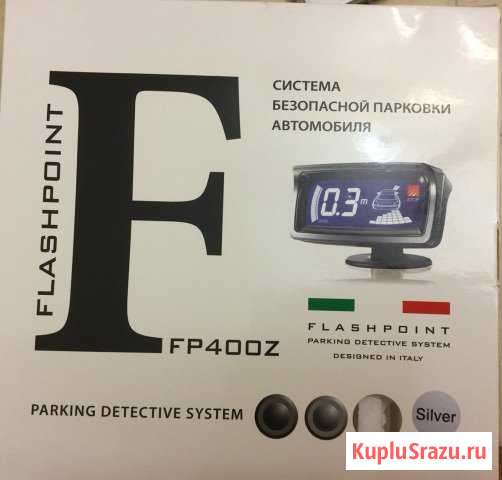 СИСТЕМА
БЕЗОПАСНОЙ ПАРКОВКИ
АВТОМОБИЛЯ
FLASHPOINT
F
0.3 m
FP400Z
FLASHPOINT
PARKING DETECTIVE SYSTEM
DESIGNED IN ITALY
PARKING DETECTIVE SYSTEM
Silver
KupluSrazu.ru